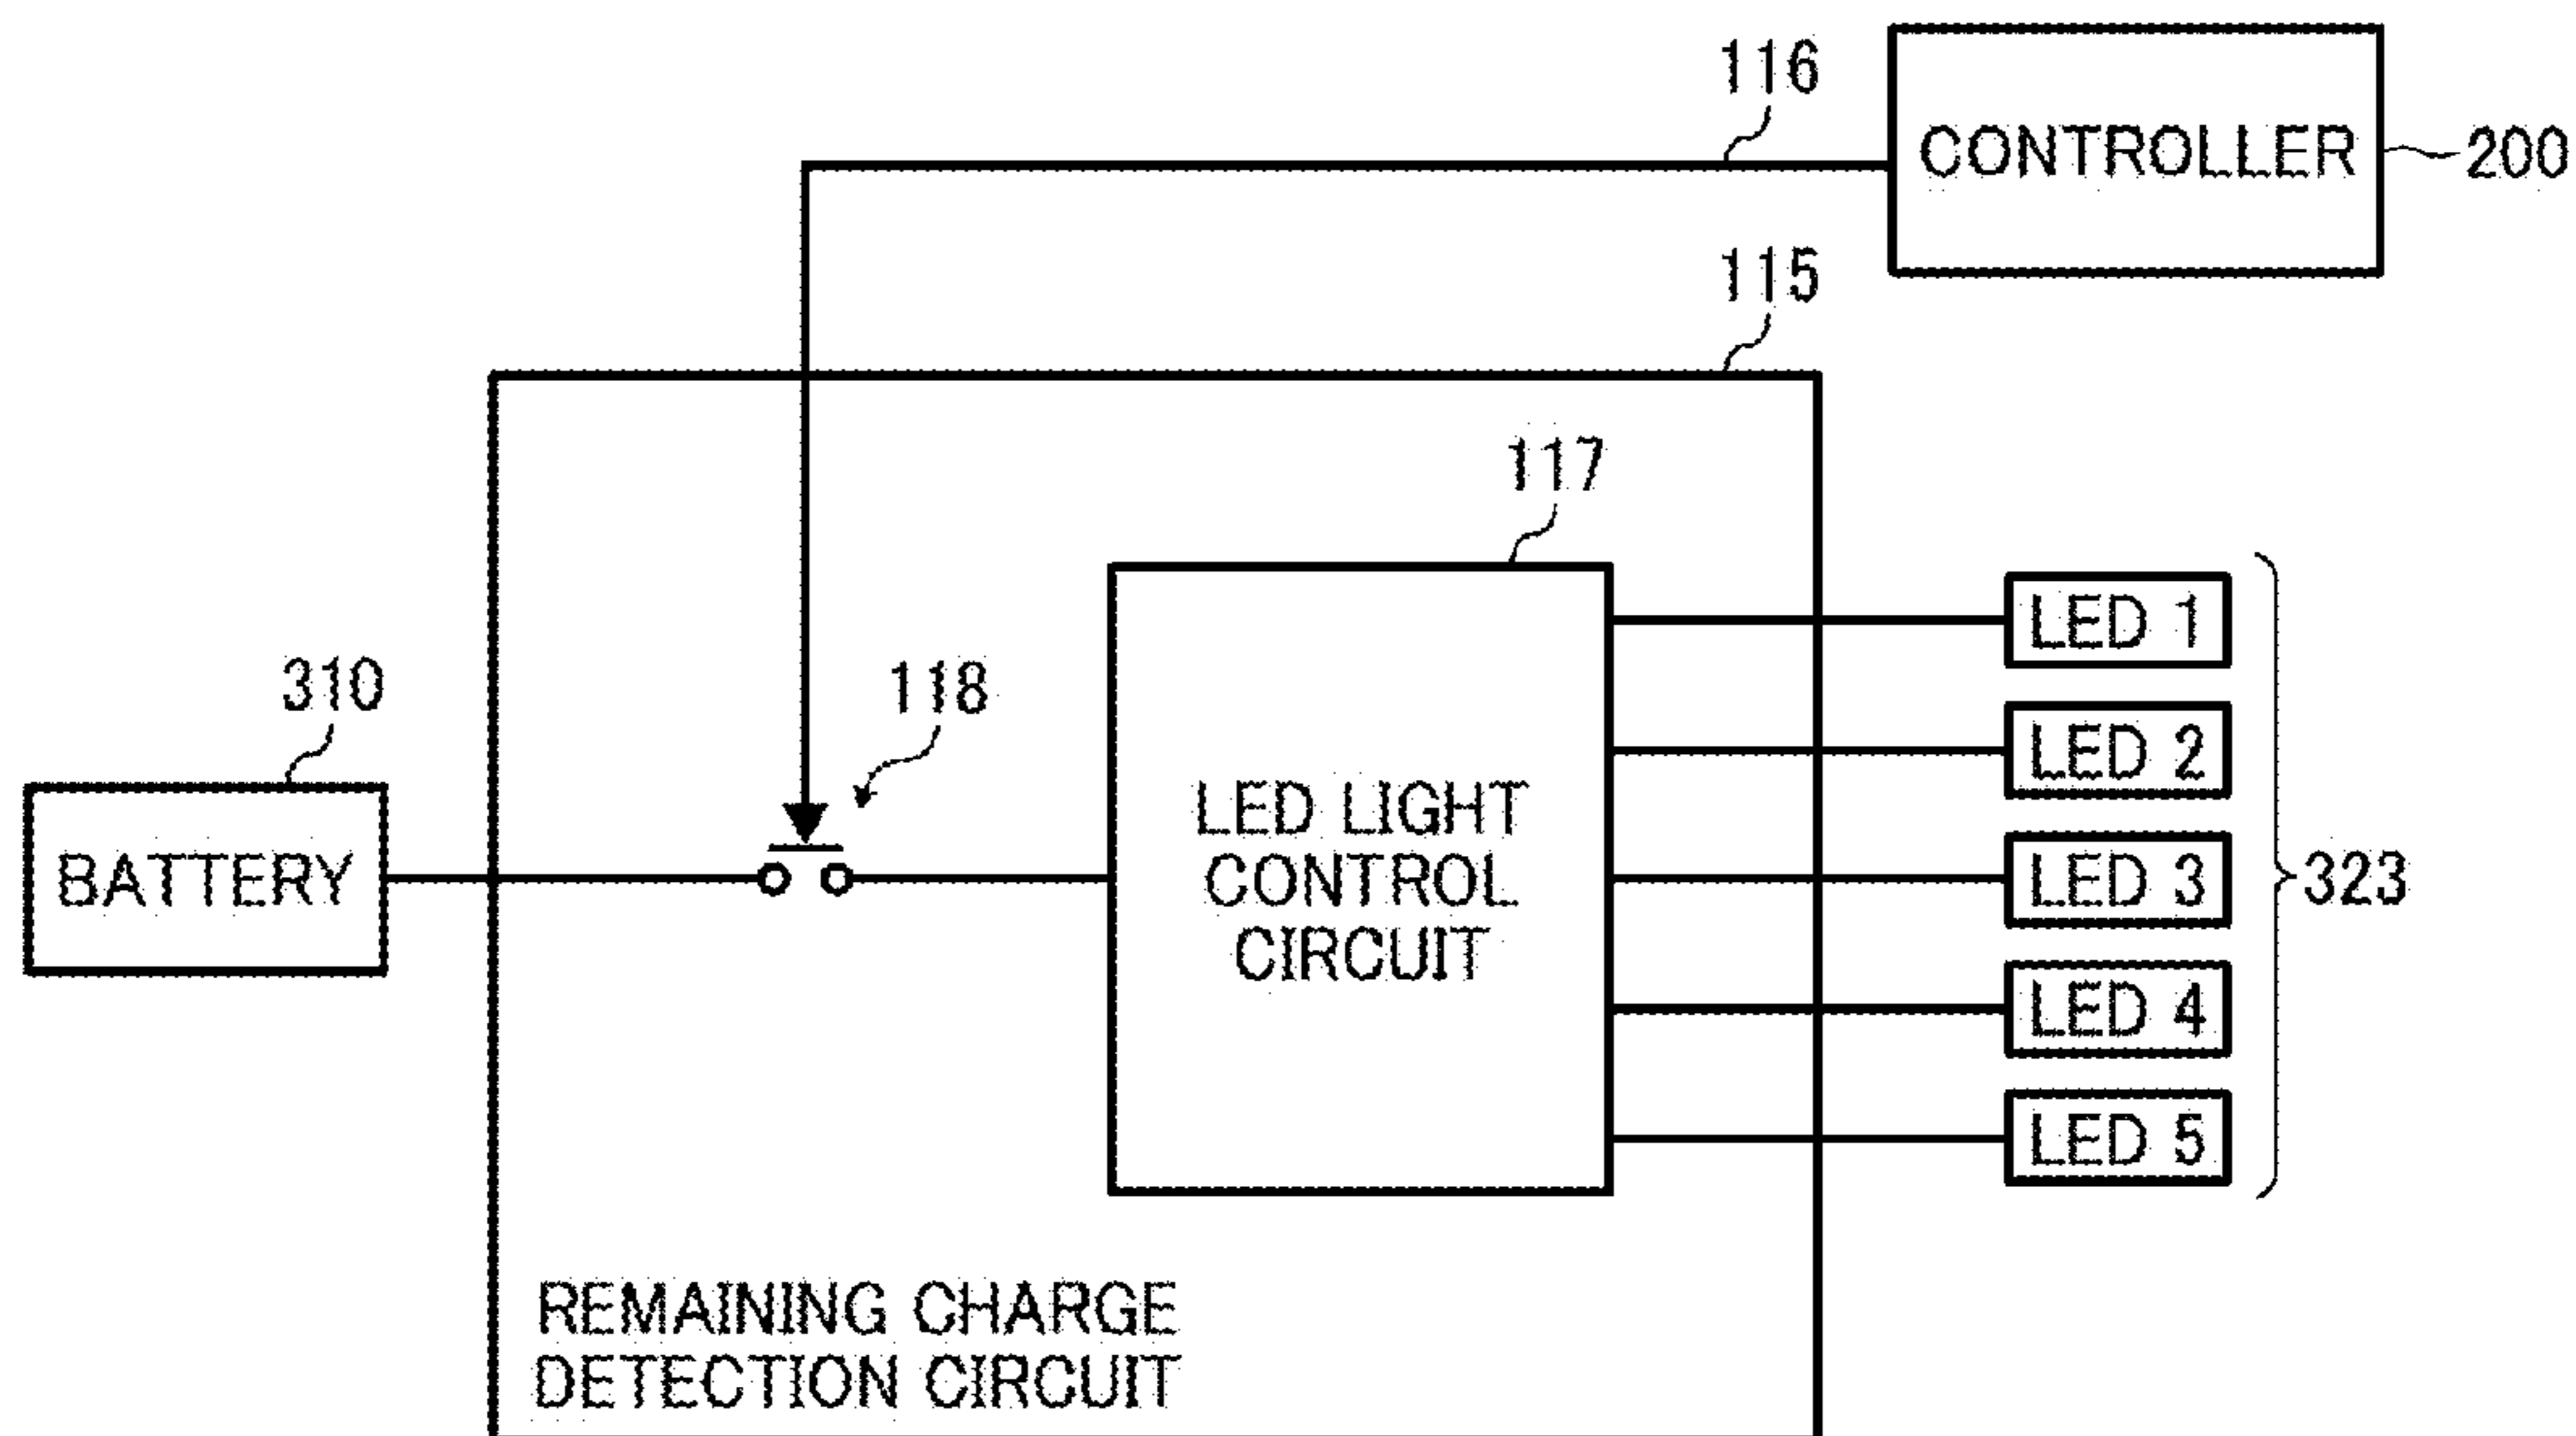 116
CONTROLLER
200
115
117
310
118
BATTERY
LED LIGHT
CONTROL
CIRCUIT
LED 1
LED 2
LED 3
LED 4
LED 5
323
REMAINING CHARGE
DETECTION CIRCUIT